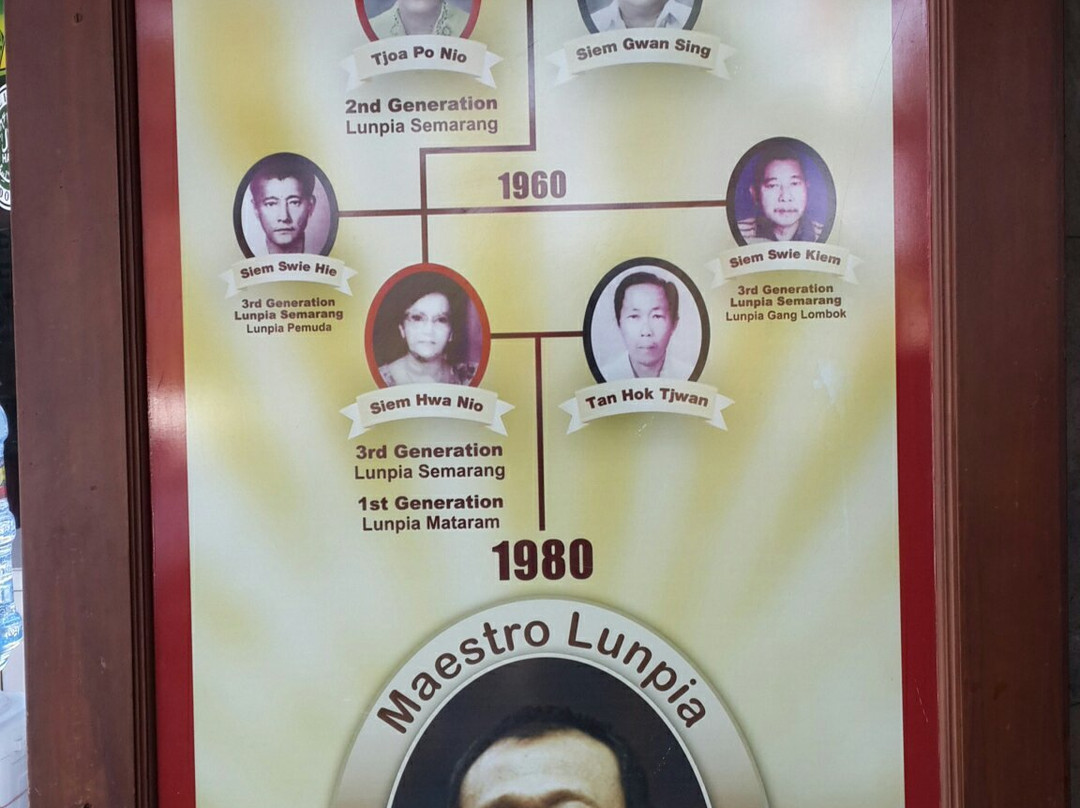 Tjoa Po Nio
Siem Gwan Sing
2nd Generation
Lunpia Semarang
1960
Siem Swie Hie
3rd Generation
Lunpia Semarang
Lunpia Pemuda
Siem Swie Kiem
3rd Generation
Lunpia Semarang
Lunpia Gang Lombok
Siem Hwa Nio
Tan Hok Tjwan
3rd Generation
Lunpia Semarang
1st Generation
Lunpia Mataram
1980
Maestro Lunpia